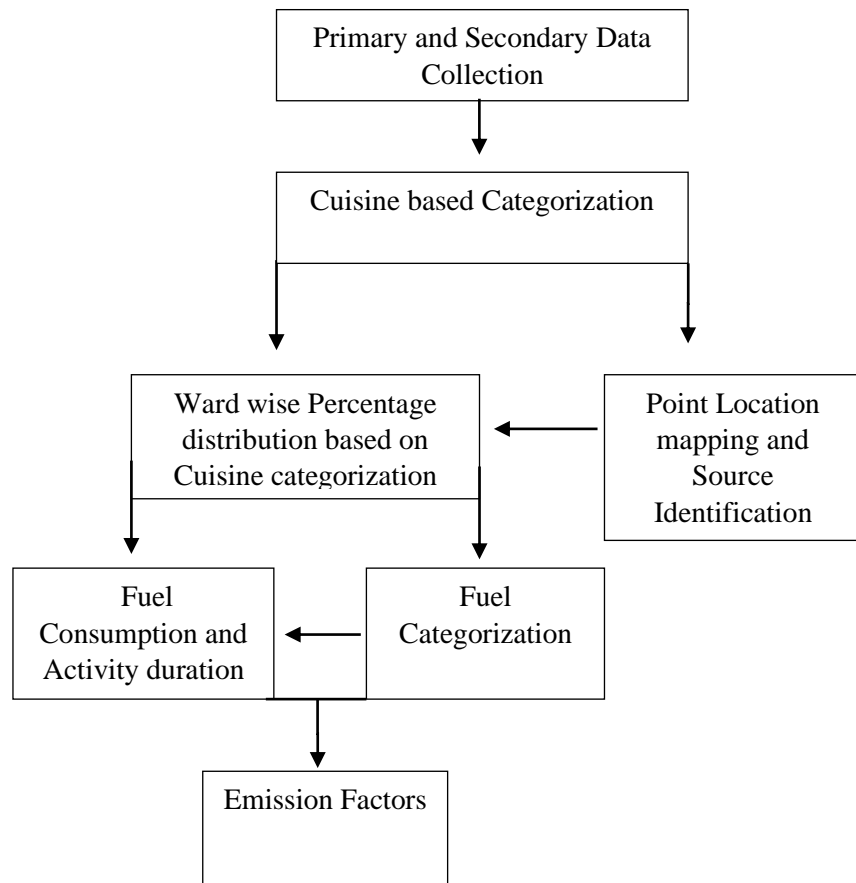 Primary and Secondary Data
Collection
Cuisine based Categorization
Ward wise Percentage
distribution based on
Cuisine categorization
Point Location
mapping and
Source
Identification
Fuel
Consumption and
Activity duration
Fuel
Categorization
Emission Factors